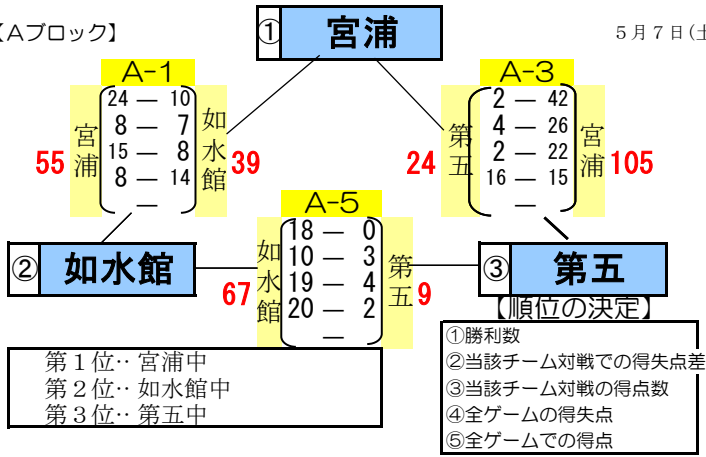 【Aブロック】
① 宮浦
5月7日(土
A-1
宮浦 55
24 — 10
8 — 7
15 — 8
8 — 14
—
如水館 39
A-3
第五 24
2 — 42
4 — 26
2 — 22
16 — 15
—
宮浦 105
A-5
如水館 67
18 — 0
10 — 3
19 — 4
20 — 2
—
第五 9
② 如水館
③ 第五
第1位‥宮浦中
第2位‥如水館中
第3位‥第五中
【順位の決定】
①勝利数
②当該チーム対戦での得失点差
③当該チーム対戦の得点数
④全ゲームの得失点
⑤全ゲームでの得点